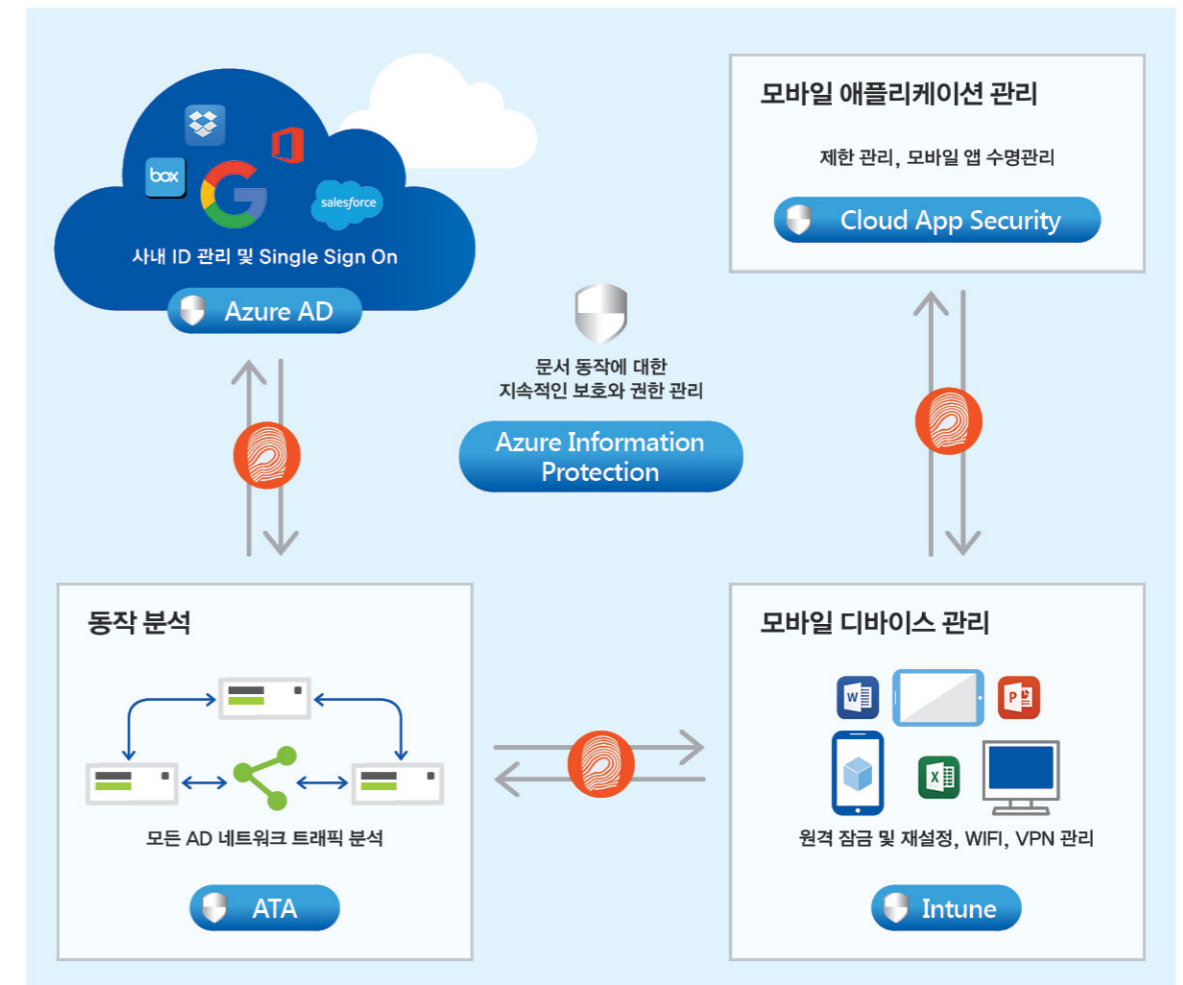 box
salesforce
사내 ID 관리 및 Single Sign On
Azure AD
모바일 애플리케이션 관리
제한 관리, 모바일 앱 수명관리
Cloud App Security
문서 동작에 대한
지속적인 보호와 권한 관리
Azure Information
Protection
동작 분석
모든 AD 네트워크 트래픽 분석
ATA
모바일 디바이스 관리
W
P
X
원격 잠금 및 재설정, WIFI, VPN 관리
Intune